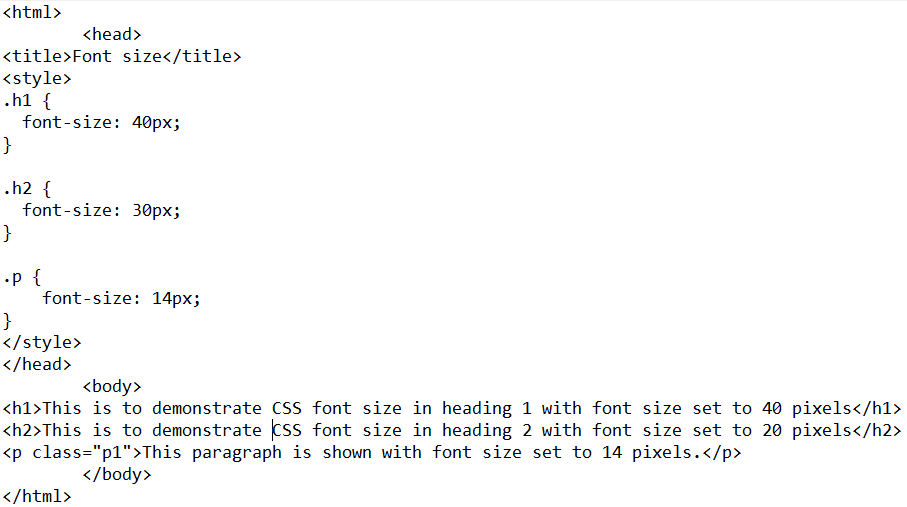 <html>
<head>
<title>Font size</title>
<style>
.h1 {
font-size: 40px;
}
.h2 {
font-size: 30px;
}
.p {
font-size: 14px;
}
</style>
</head>
<body>
<h1>This is to demonstrate CSS font size in heading 1 with font size set to 40 pixels</h1>
<h2>This is to demonstrate CSS font size in heading 2 with font size set to 20 pixels</h2>
<p class="p1">This paragraph is shown with font size set to 14 pixels.</p>
</body>
</html>